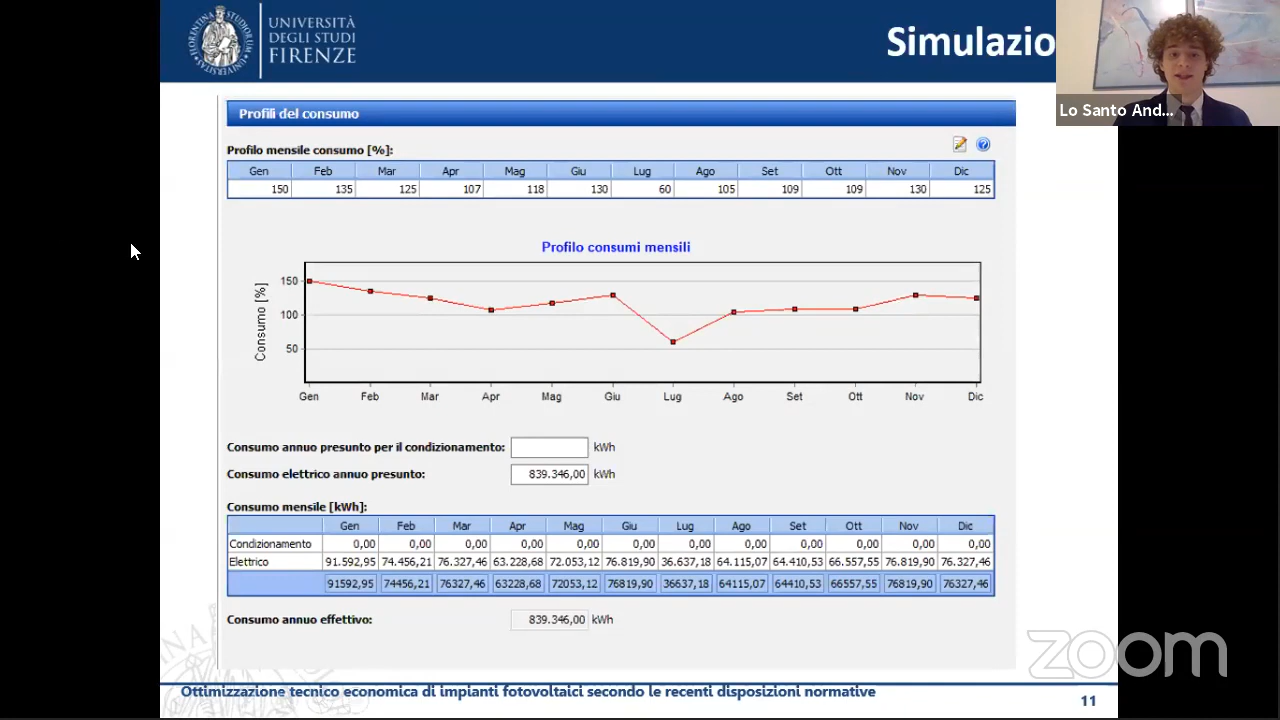 UNIVERSITÀ
DEGLI STUDI
FIRENZE
Simulazio
Lo Santo And...
Profili del consumo
Profilo mensile consumo [%]:
Gen Feb Mar Apr Mag Giu Lug Ago Set Ott Nov Dic
150 135 125 107 118 130 60 105 109 109 130 125
Profilo consumi mensili
Consumo [%]
150
100
50
Gen Feb Mar Apr Mag Giu Lug Ago Set Ott Nov Dic
Consumo annuo presunto per il condizionamento: kWh
Consumo elettrico annuo presunto: 839.346,00 kWh
Consumo mensile [kWh]:
Gen Feb Mar Apr Mag Giu Lug Ago Set Ott Nov Dic
Condizionamento 0,00 0,00 0,00 0,00 0,00 0,00 0,00 0,00 0,00 0,00 0,00 0,00
Elettrico 91.592,95 74.456,21 76.327,46 63.228,68 72.053,12 76.819,90 36.637,18 64.115,07 64.410,53 66.557,55 76.819,90 76.327,46
91592,95 74456,21 76327,46 63228,68 72053,12 76819,90 36637,18 64115,07 64410,53 66557,55 76819,90 76327,46
Consumo annuo effettivo: 839.346,00 kWh
zoom
Ottimizzazione tecnico economica di impianti fotovoltaici secondo le recenti disposizioni normative
11